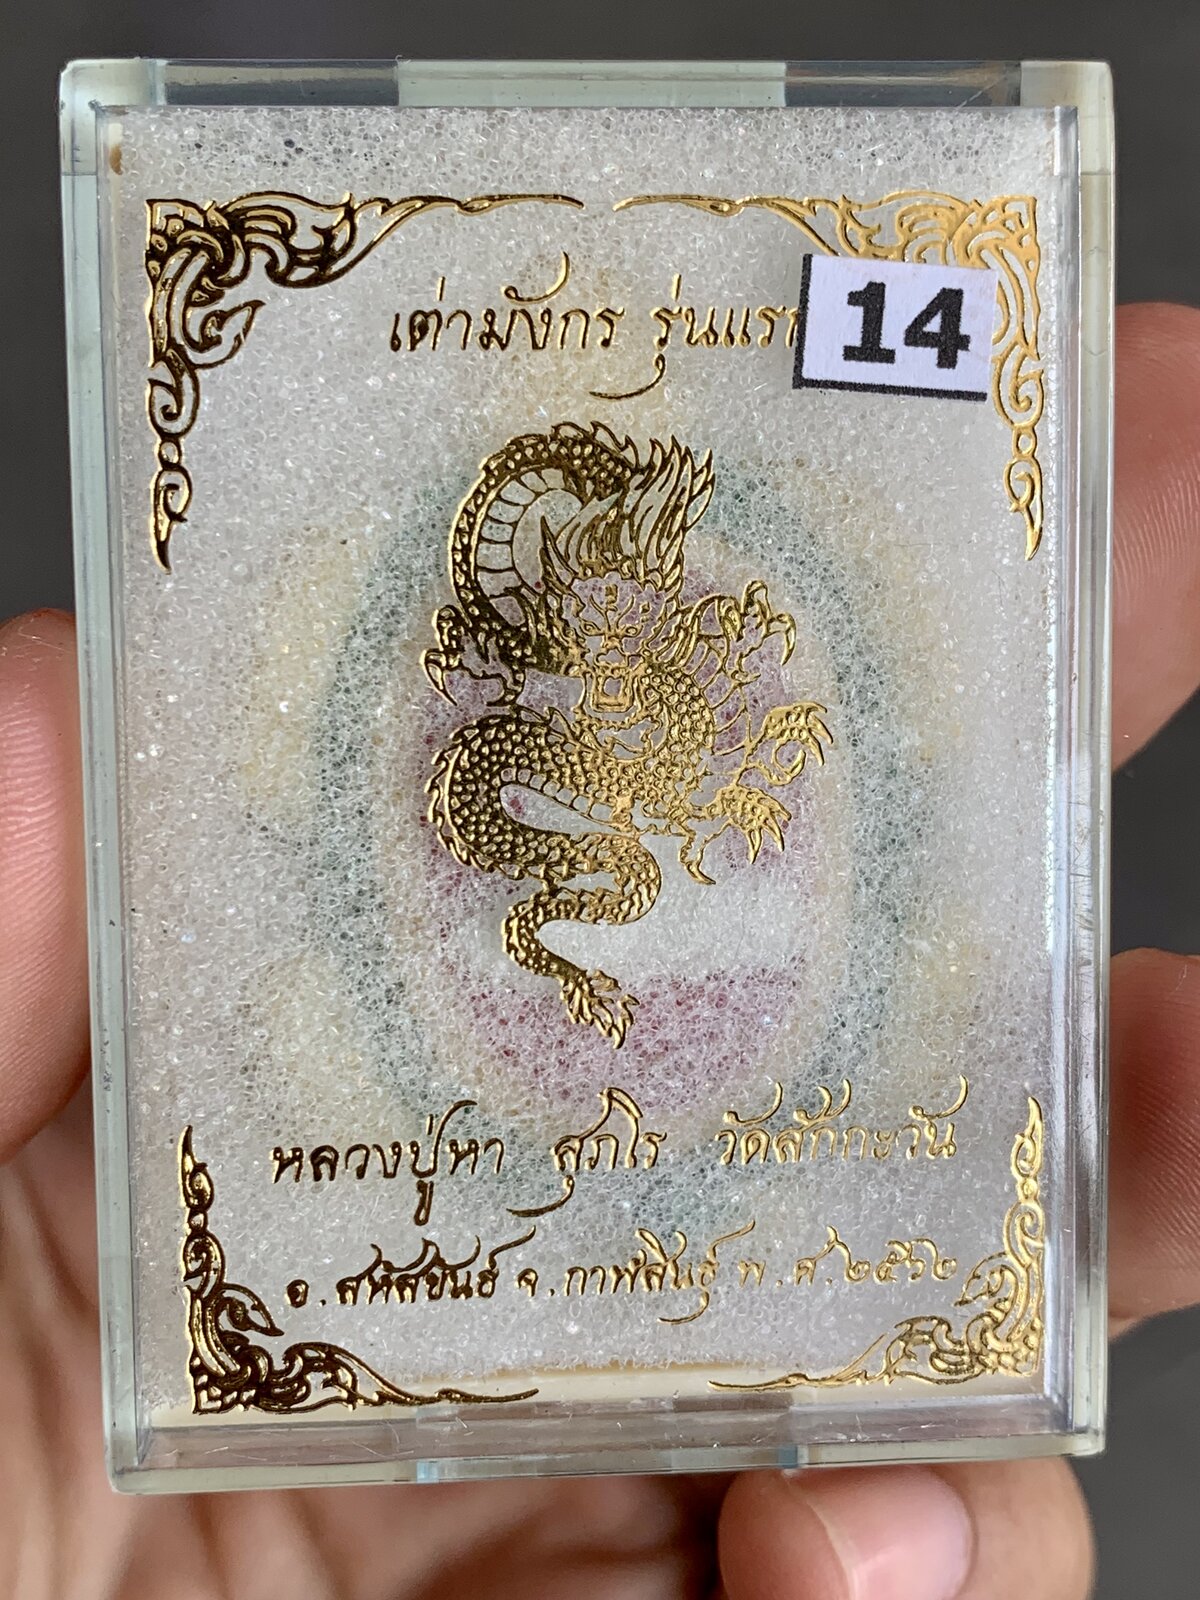 เต่ามังกร รุ่นแรก
14
หลวงปู่หา สุภโร วัดสักกะวัน
อ.สหัสขันธ์ จ.กาฬสินธุ์ พ.ศ.๒๕๖๒